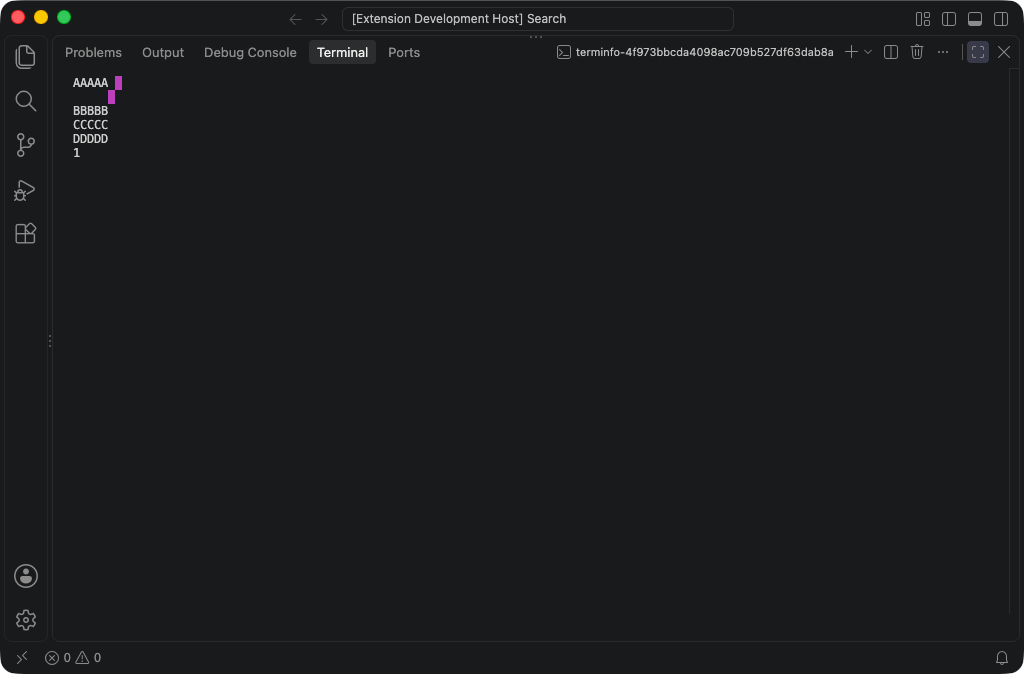 [Extension Development Host] Search
Problems Output Debug Console Terminal Ports
terminfo-4f973bbcda4098ac709b527df63dab8a
AAAAA
BBBBB
CCCCC
DDDDD
1
0 0